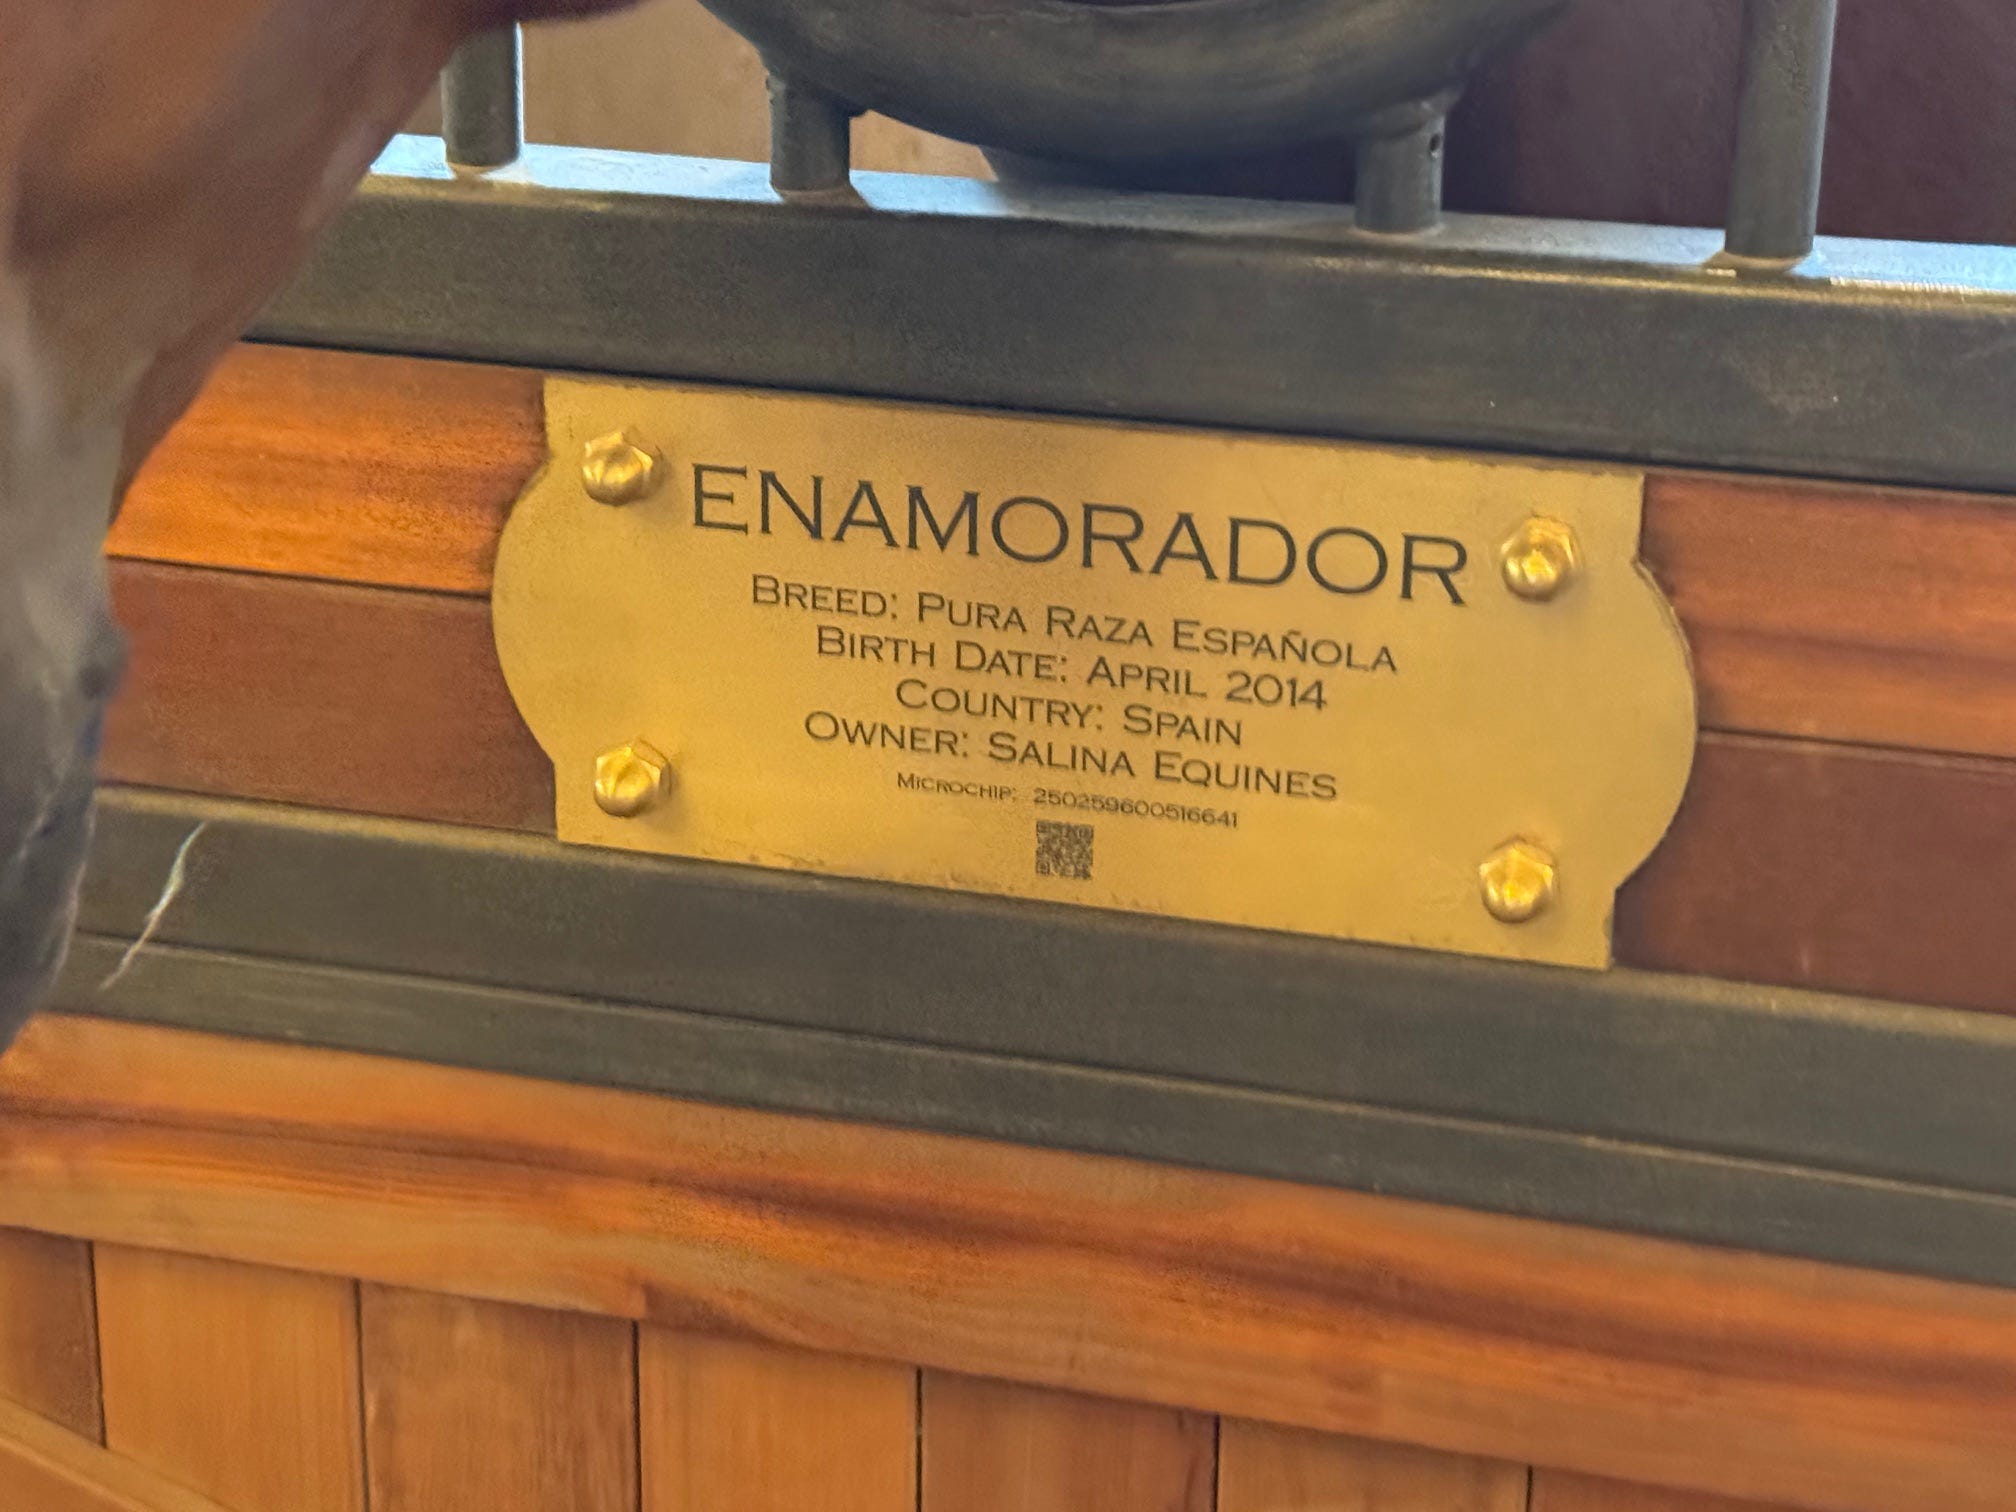 ENAMORADOR
BREED: PURA RAZA ESPAÑOLA
BIRTH DATE: APRIL 2014
COUNTRY: SPAIN
OWNER: SALINA EQUINES
MICROCHIP: 250259600516641